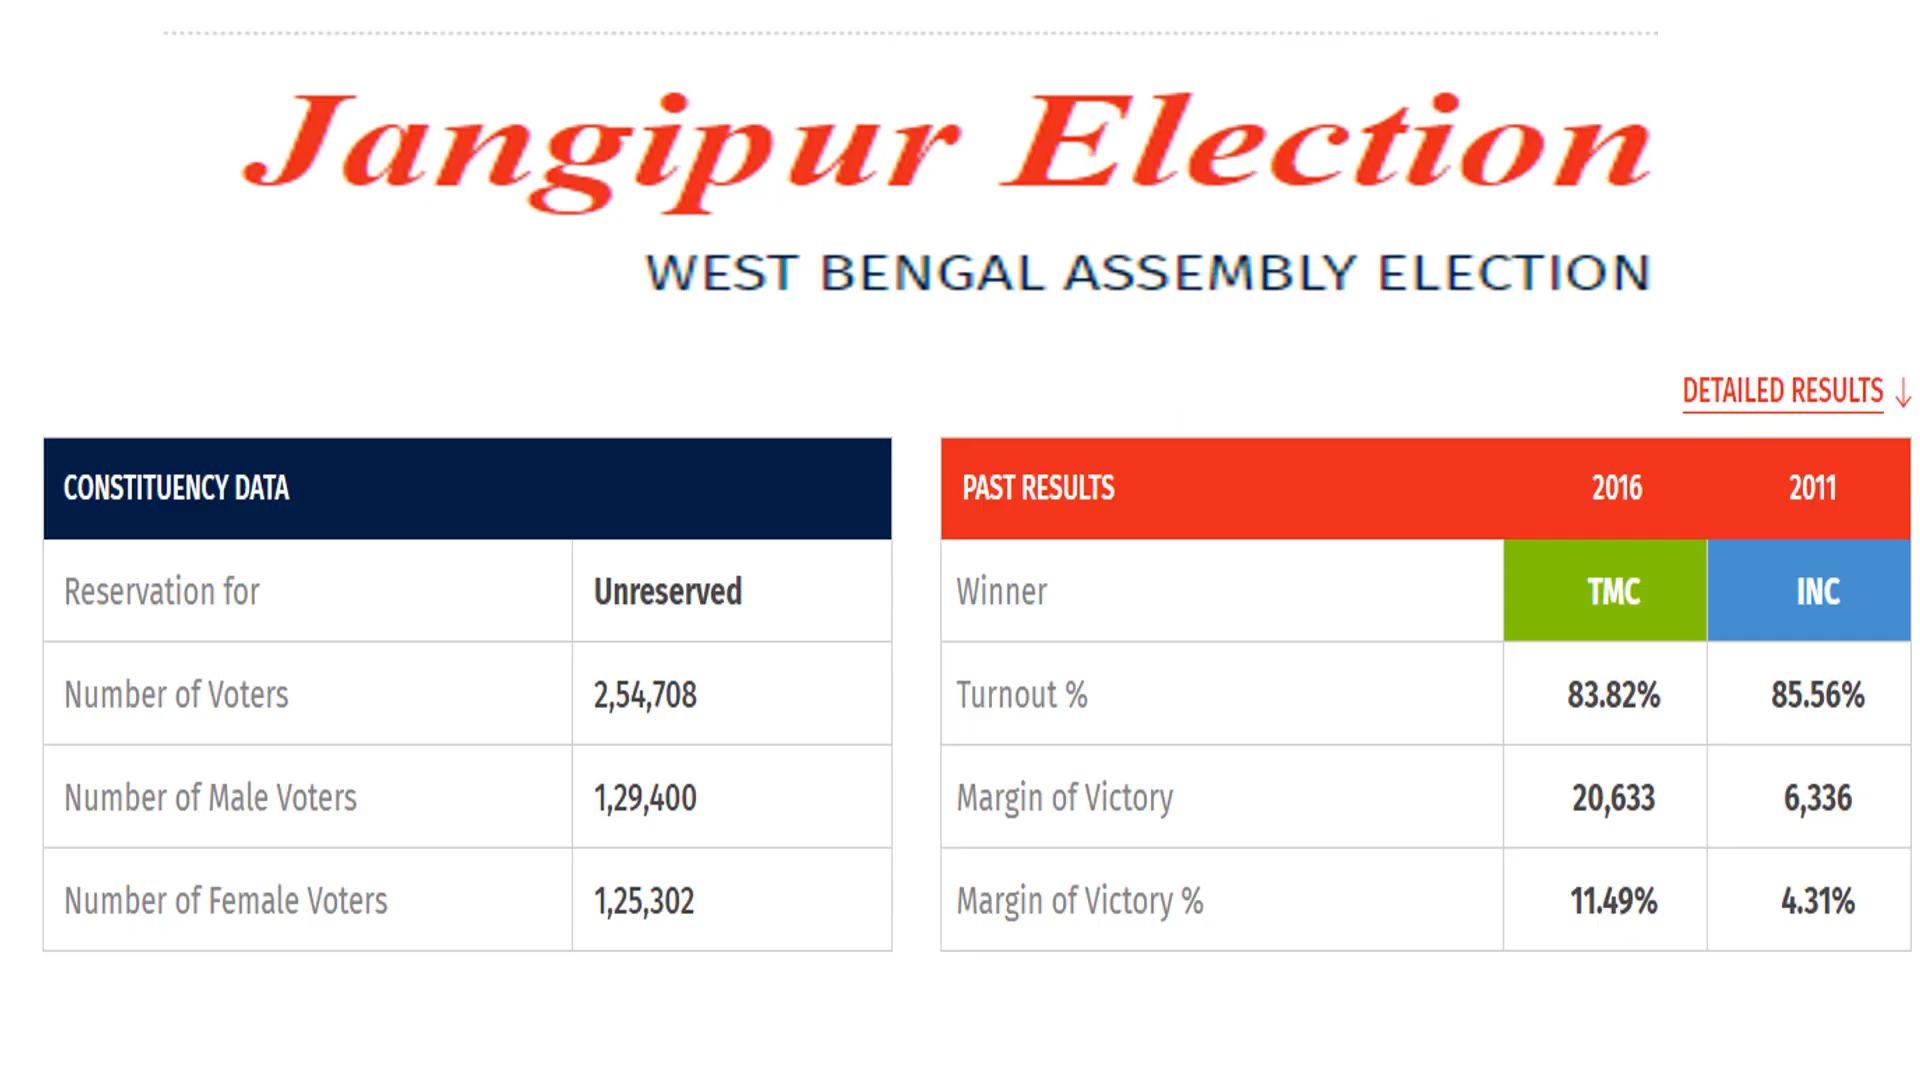 Jangipur Election
WEST BENGAL ASSEMBLY ELECTION
DETAILED RESULTS ↓
CONSTITUENCY DATA
Reservation for Unreserved
Number of Voters 2,54,708
Number of Male Voters 1,29,400
Number of Female Voters 1,25,302
PAST RESULTS 2016 2011
Winner TMC INC
Turnout % 83.82% 85.56%
Margin of Victory 20,633 6,336
Margin of Victory % 11.49% 4.31%